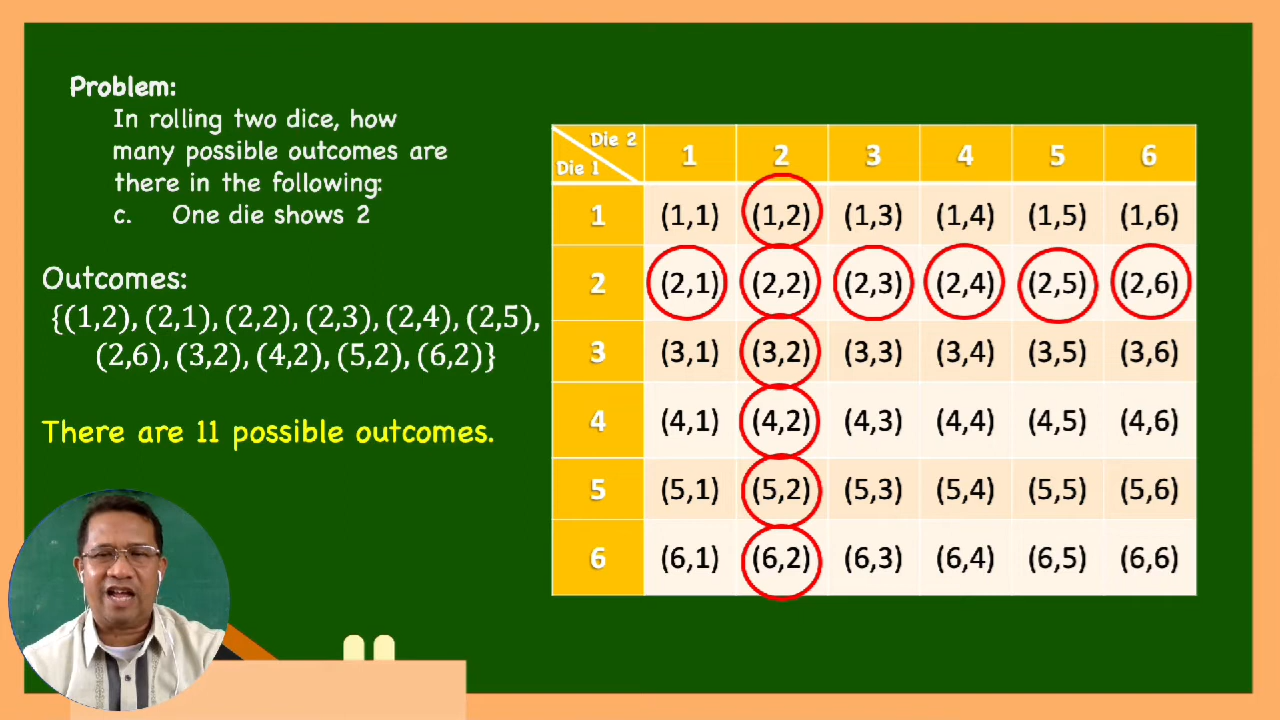 Problem:
In rolling two dice, how
many possible outcomes are
there in the following:
c. One die shows 2
Outcomes:
{(1,2), (2,1), (2,2), (2,3), (2,4), (2,5),
(2,6), (3,2), (4,2), (5,2), (6,2)}
There are 11 possible outcomes.
Die 2
Die 1
1 2 3 4 5 6
1 (1,1) (1,2) (1,3) (1,4) (1,5) (1,6)
2 (2,1) (2,2) (2,3) (2,4) (2,5) (2,6)
3 (3,1) (3,2) (3,3) (3,4) (3,5) (3,6)
4 (4,1) (4,2) (4,3) (4,4) (4,5) (4,6)
5 (5,1) (5,2) (5,3) (5,4) (5,5) (5,6)
6 (6,1) (6,2) (6,3) (6,4) (6,5) (6,6)